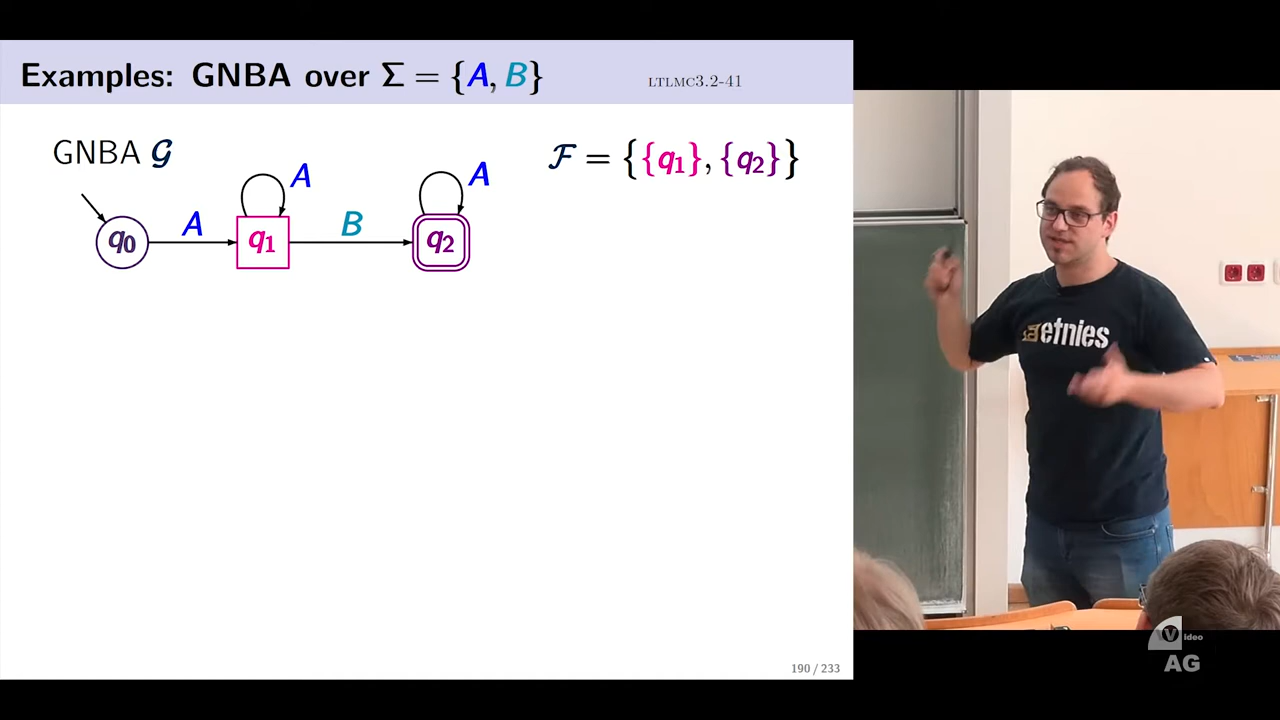 Examples: GNBA over Σ = {A, B}
LTLMC3.2-41
GNBA 𝒢
ℱ = {{q₁}, {q₂}}
A
A
q₀
A
q₁
B
q₂
190 / 233
etnies
Video
AG